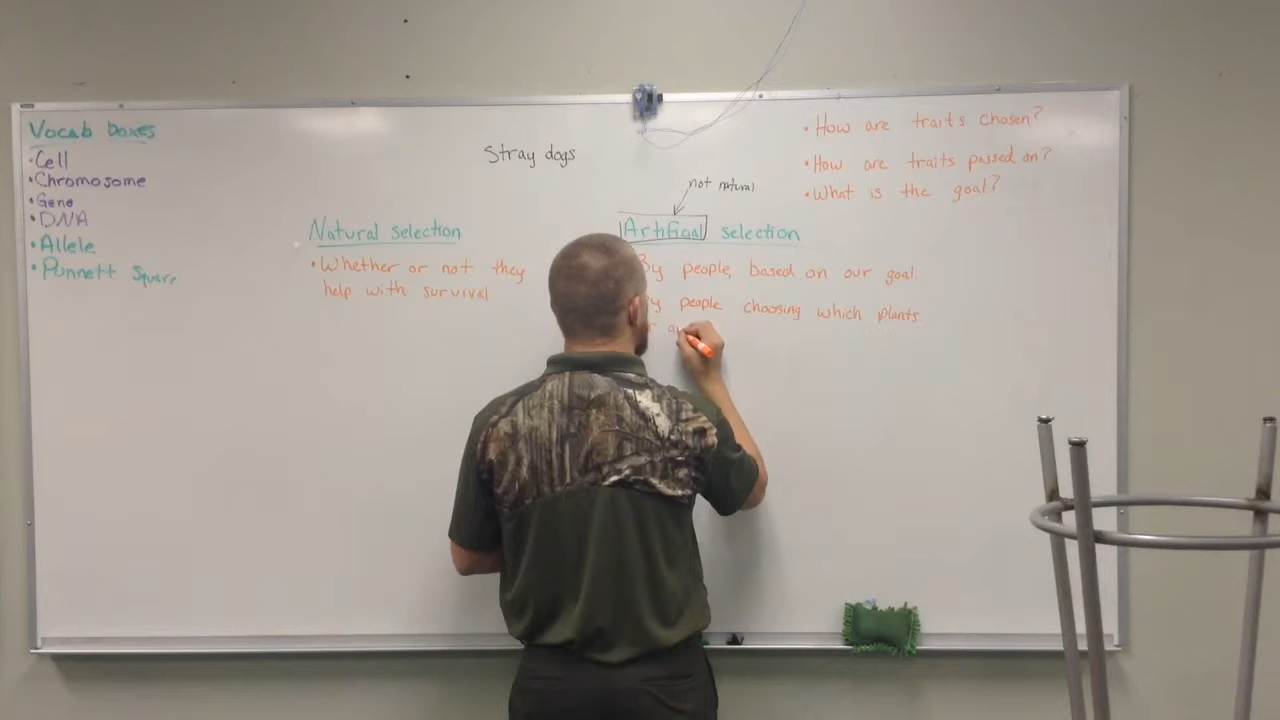 Vocab boxes
• Cell
• Chromosome
• Gene
• DNA
• Allele
• Punnett
Stray dogs
• How are traits chosen?
• How are traits passed on?
• What is the goal?
not natural
Natural selection
• Whether or not they
help with survival
Artifical selection
By people, based on our goal.
people choosing which plants